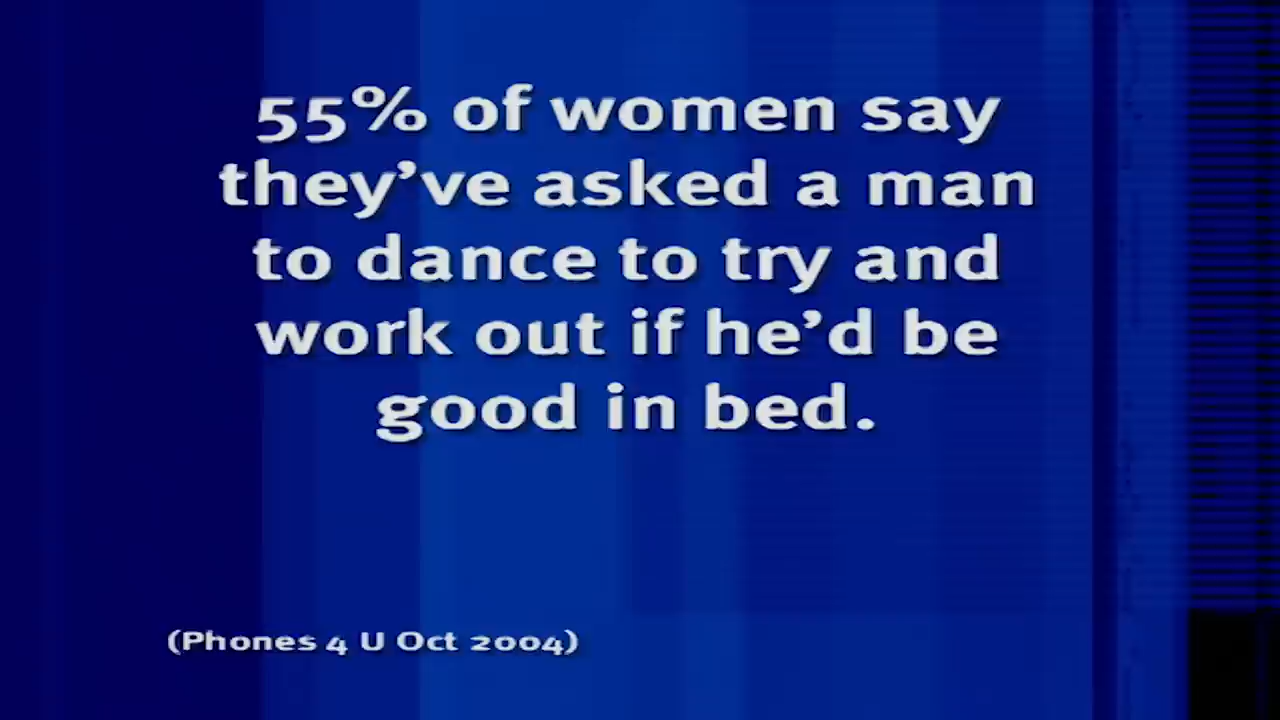 55% of women say
they've asked a man
to dance to try and
work out if he'd be
good in bed.
(Phones 4 U Oct 2004)